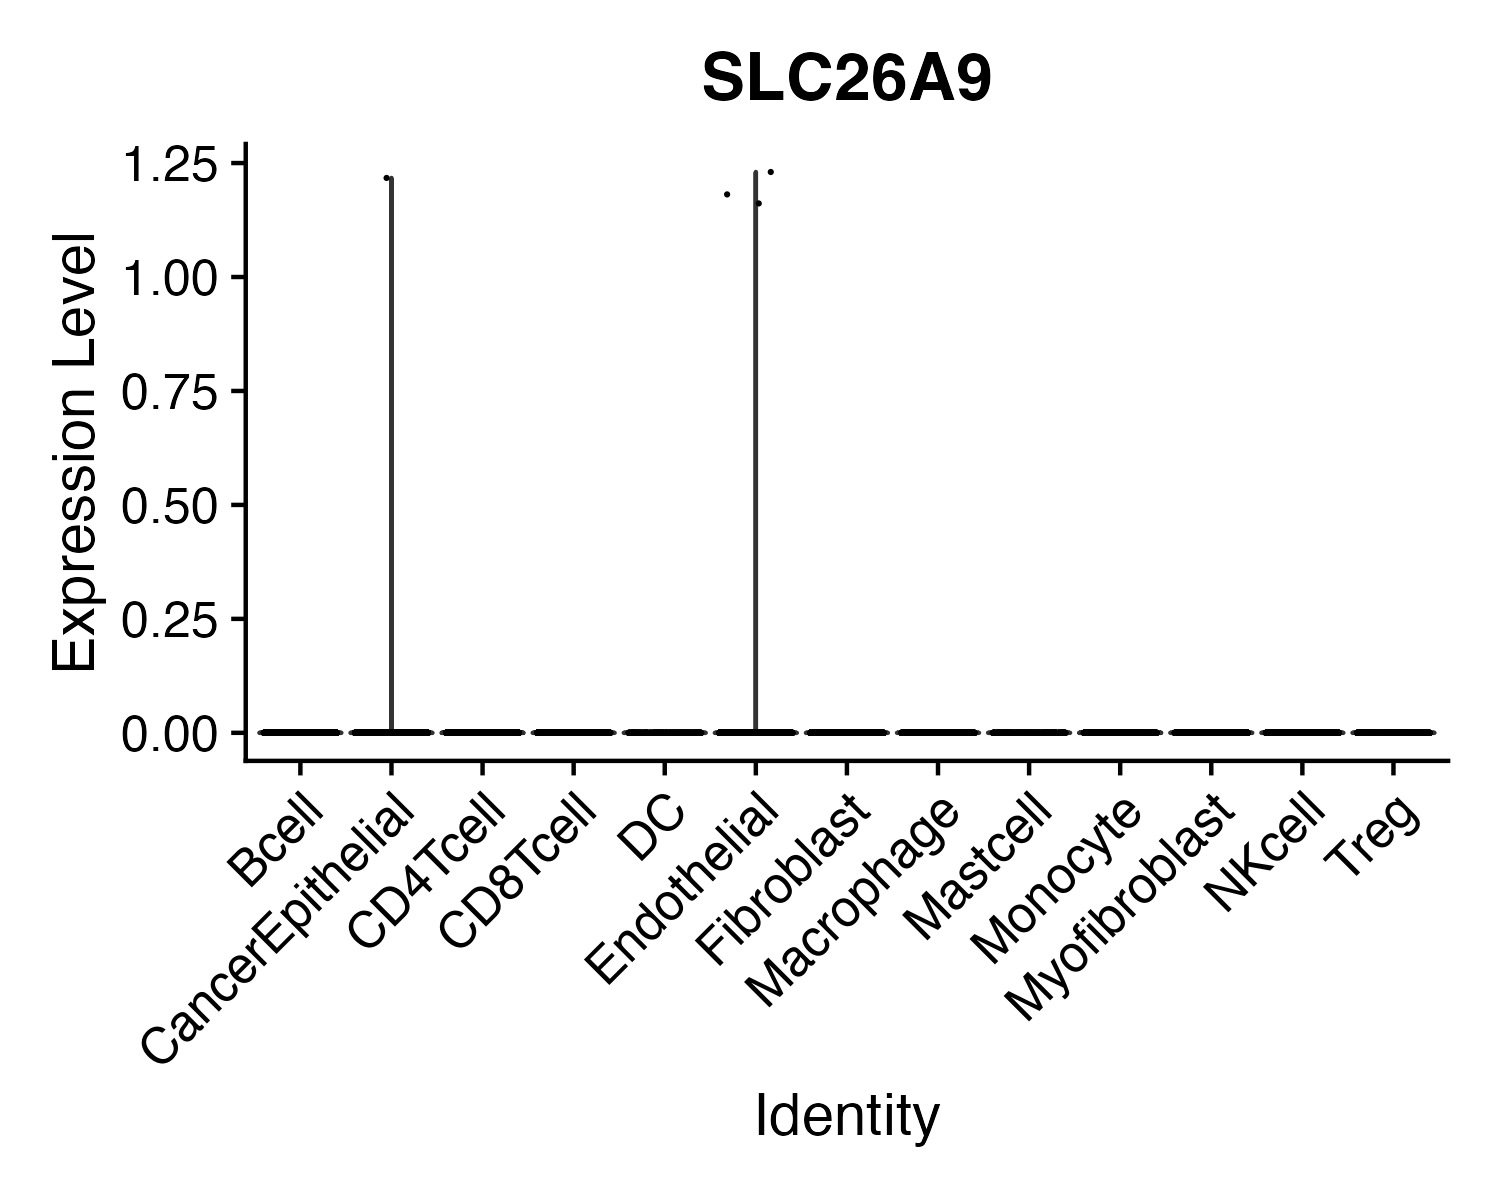 SLC26A9
Expression Level
1.25
1.00
0.75
0.50
0.25
0.00
Bcell
CancerEpithelial
CD4Tcell
CD8Tcell
DC
Endothelial
Fibroblast
Macrophage
Mastcell
Monocyte
Myofibroblast
NKcell
Treg
Identity